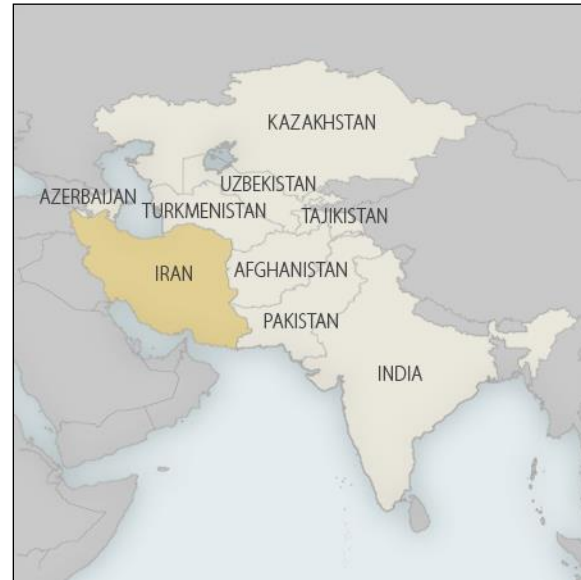 KAZAKHSTAN
UZBEKISTAN
AZERBAIJAN
TURKMENISTAN
TAJIKISTAN
IRAN
AFGHANISTAN
PAKISTAN
INDIA